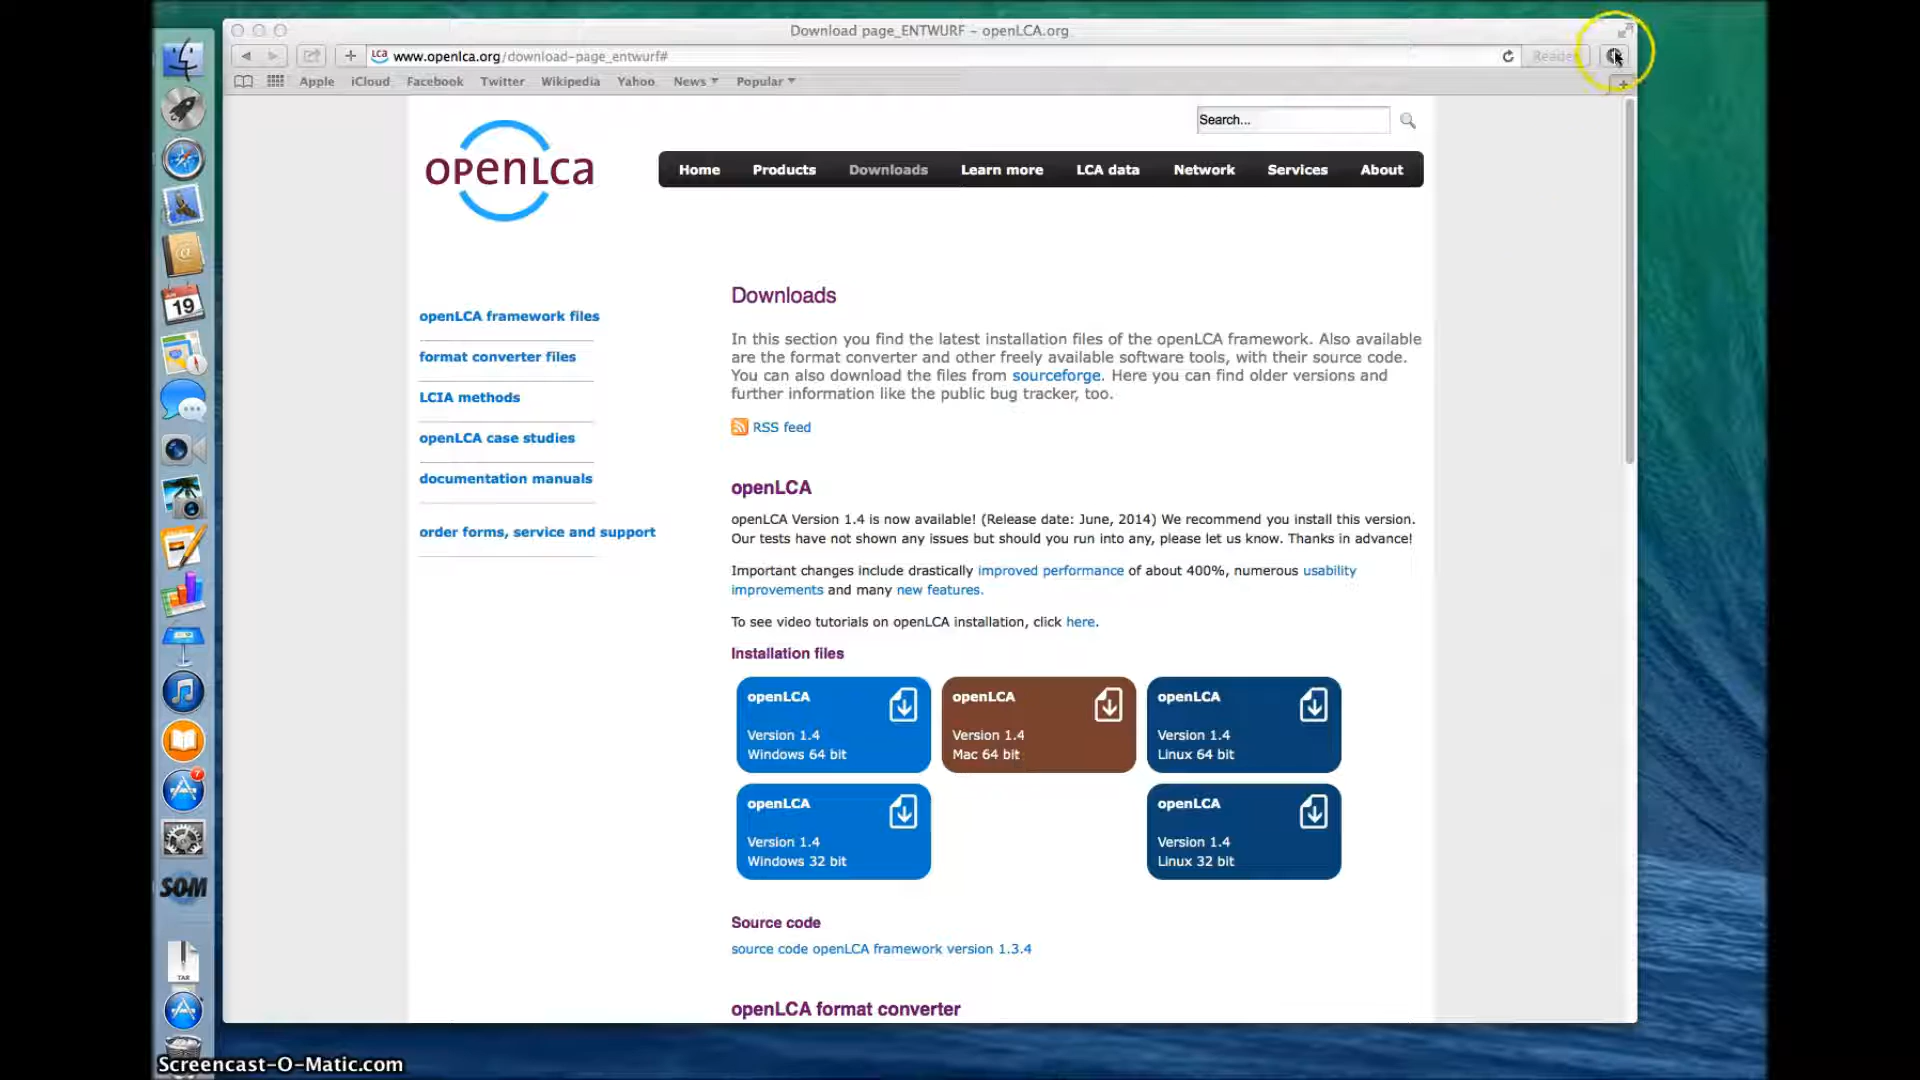 Download page_ENTWURF – openLCA.org
LCA www.openlca.org/download-page_entwurf#
Reader
Apple iCloud Facebook Twitter Wikipedia Yahoo News Popular
Search...
openLca
Home Products Downloads Learn more LCA data Network Services About
openLCA framework files
format converter files
LCIA methods
openLCA case studies
documentation manuals
order forms, service and support
Downloads
In this section you find the latest installation files of the openLCA framework. Also available
are the format converter and other freely available software tools, with their source code.
You can also download the files from sourceforge. Here you can find older versions and
further information like the public bug tracker, too.
RSS feed
openLCA
openLCA Version 1.4 is now available! (Release date: June, 2014) We recommend you install this version.
Our tests have not shown any issues but should you run into any, please let us know. Thanks in advance!
Important changes include drastically improved performance of about 400%, numerous usability
improvements and many new features.
To see video tutorials on openLCA installation, click here.
Installation files
openLCA
Version 1.4
Windows 64 bit
openLCA
Version 1.4
Mac 64 bit
openLCA
Version 1.4
Linux 64 bit
openLCA
Version 1.4
Windows 32 bit
openLCA
Version 1.4
Linux 32 bit
Source code
source code openLCA framework version 1.3.4
openLCA format converter
19
7
SOM
TAR
Screencast-O-Matic.com